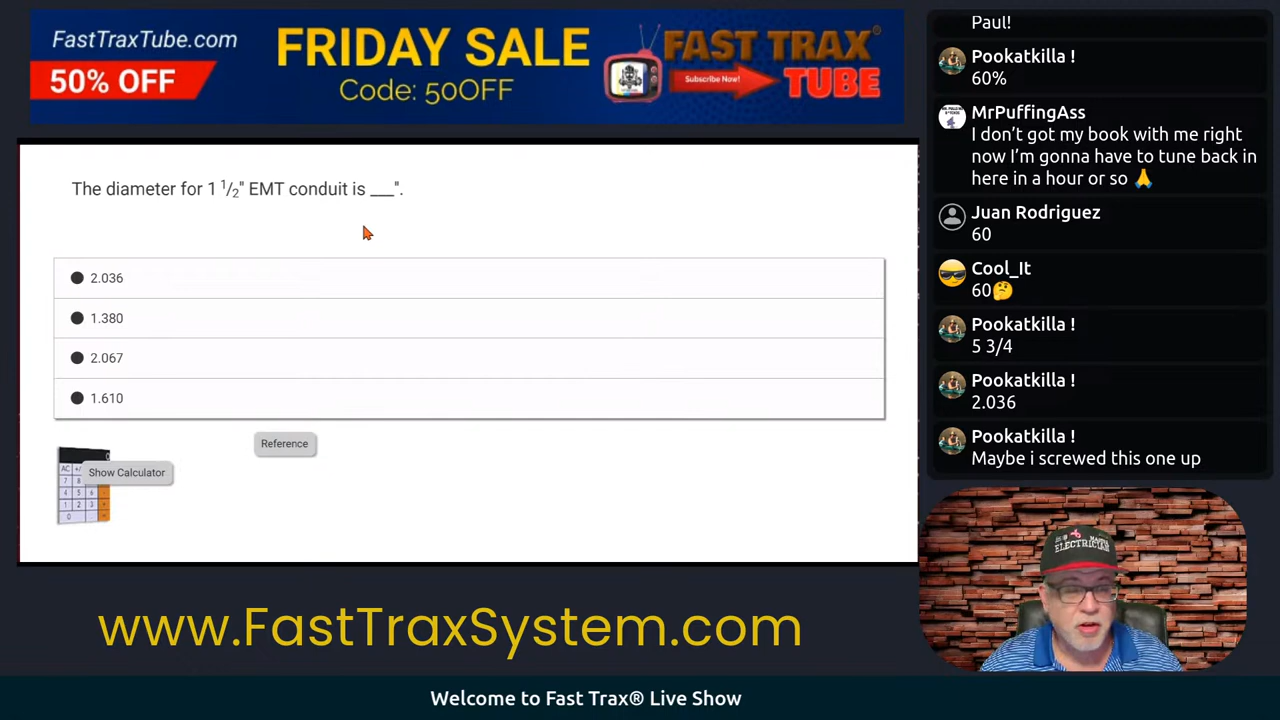 FastTraxTube.com
50% OFF
FRIDAY SALE
Code: 50OFF
FAST TRAX®
Subscribe Now!
TUBE
The diameter for 1 1/2" EMT conduit is ___".
2.036
1.380
2.067
1.610
Reference
Show Calculator
www.FastTraxSystem.com
Welcome to Fast Trax® Live Show
Paul!
Pookatkilla !
60%
MrPuffingAss
I don't got my book with me right
now I'm gonna have to tune back in
here in a hour or so 🙏
Juan Rodriguez
60
Cool_It
60🤔
Pookatkilla !
5 3/4
Pookatkilla !
2.036
Pookatkilla !
Maybe i screwed this one up
ELECTRICIAN